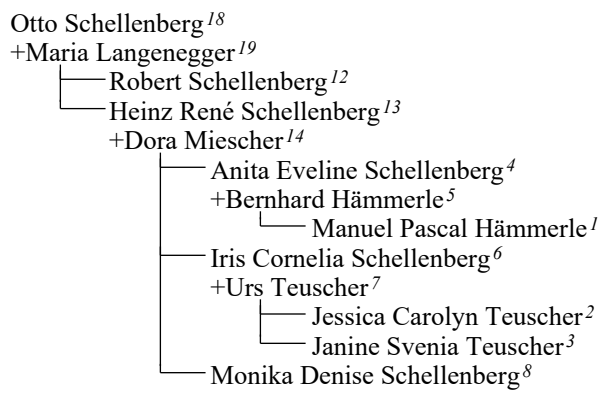 Otto Schellenberg18
+Maria Langenegger19
Robert Schellenberg12
Heinz René Schellenberg13
+Dora Miescher14
Anita Eveline Schellenberg4
+Bernhard Hämmerle5
Manuel Pascal Hämmerle1
Iris Cornelia Schellenberg6
+Urs Teuscher7
Jessica Carolyn Teuscher2
Janine Svenia Teuscher3
Monika Denise Schellenberg8